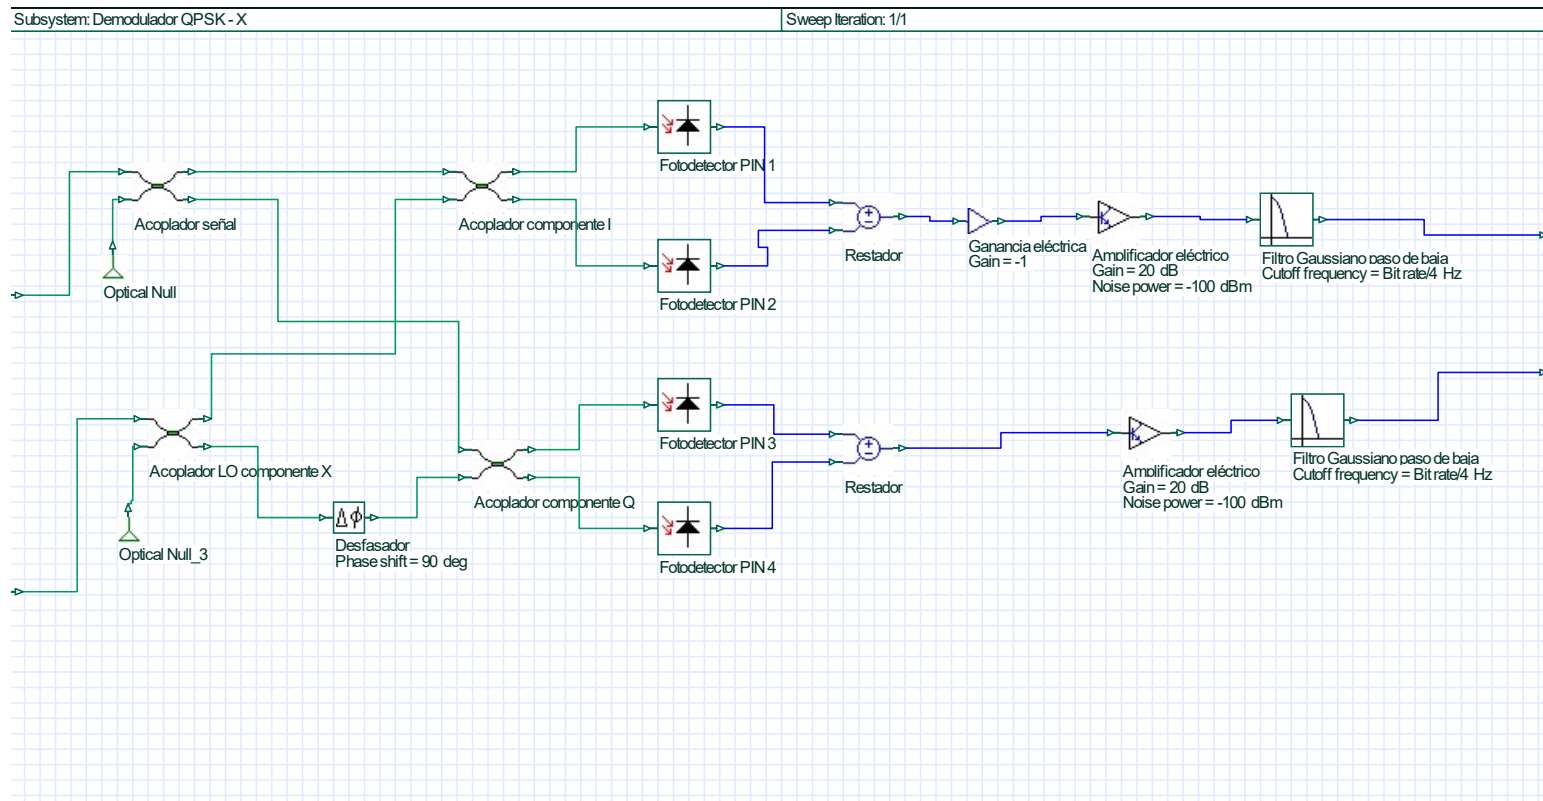 Subsystem: Demodulador QPSK - X
Sweep Iteration: 1/1
Fotodetector PIN 1
Acoplador señal
Acoplador componente I
Restador
Ganancia eléctrica
Gain = -1
Amplificador eléctrico
Gain = 20 dB
Noise power = -100 dBm
Filtro Gaussiano paso de baja
Cutoff frequency = Bit rate/4 Hz
Optical Null
Fotodetector PIN 2
Fotodetector PIN 3
Acoplador LO componente X
Acoplador componente Q
Restador
Amplificador eléctrico
Gain = 20 dB
Noise power = -100 dBm
Filtro Gaussiano paso de baja
Cutoff frequency = Bit rate/4 Hz
Δϕ
Optical Null_3
Desfasador
Phase shift = 90 deg
Fotodetector PIN 4